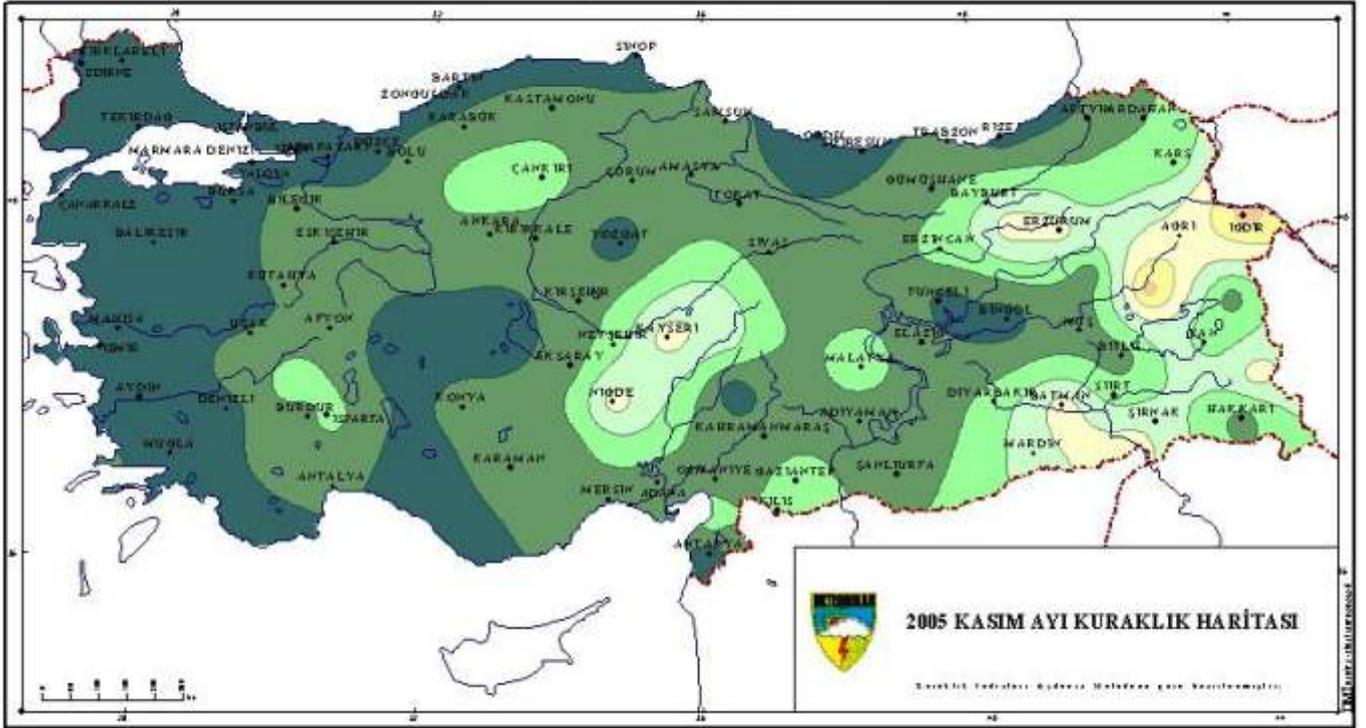 SİNOP
KIRKLARELİ
EDİRNE
BARTIN
ZONGULDAK
KASTAMONU
KARABÜK
SAMSUN
TEKİRDAĞ
İSTANBUL
MARMARA DENİZİ
BOLU
TRABZON
RİZE
KARS
YALOVA
BURSA
BİLECİK
ÇANKIRI
ÇORUM
AMASYA
TOKAT
GÜMÜŞHANE
BAYBURT
ÇANAKKALE
BALIKESİR
ESKİŞEHİR
ANKARA
KIRIKKALE
YOZGAT
SİVAS
ERZİNCAN
ERZURUM
AĞRI
IĞDIR
KÜTAHYA
KIRŞEHİR
TUNCELİ
BİNGÖL
MUŞ
MANİSA
İZMİR
UŞAK
AFYON
NEVŞEHİR
KAYSERİ
ELAZIĞ
VAN
AKSARAY
MALATYA
BİTLİS
AYDIN
DENİZLİ
BURDUR
ISPARTA
KONYA
NİĞDE
DİYARBAKIR
BATMAN
SİİRT
ŞIRNAK
HAKKARİ
ADIYAMAN
KAHRAMANMARAŞ
MUĞLA
ANTALYA
KARAMAN
MERSİN
ADANA
OSMANİYE
GAZİANTEP
ŞANLIURFA
MARDİN
KİLİS
ANTAKYA
2005 KASIM AYI KURAKLIK HARİTASI